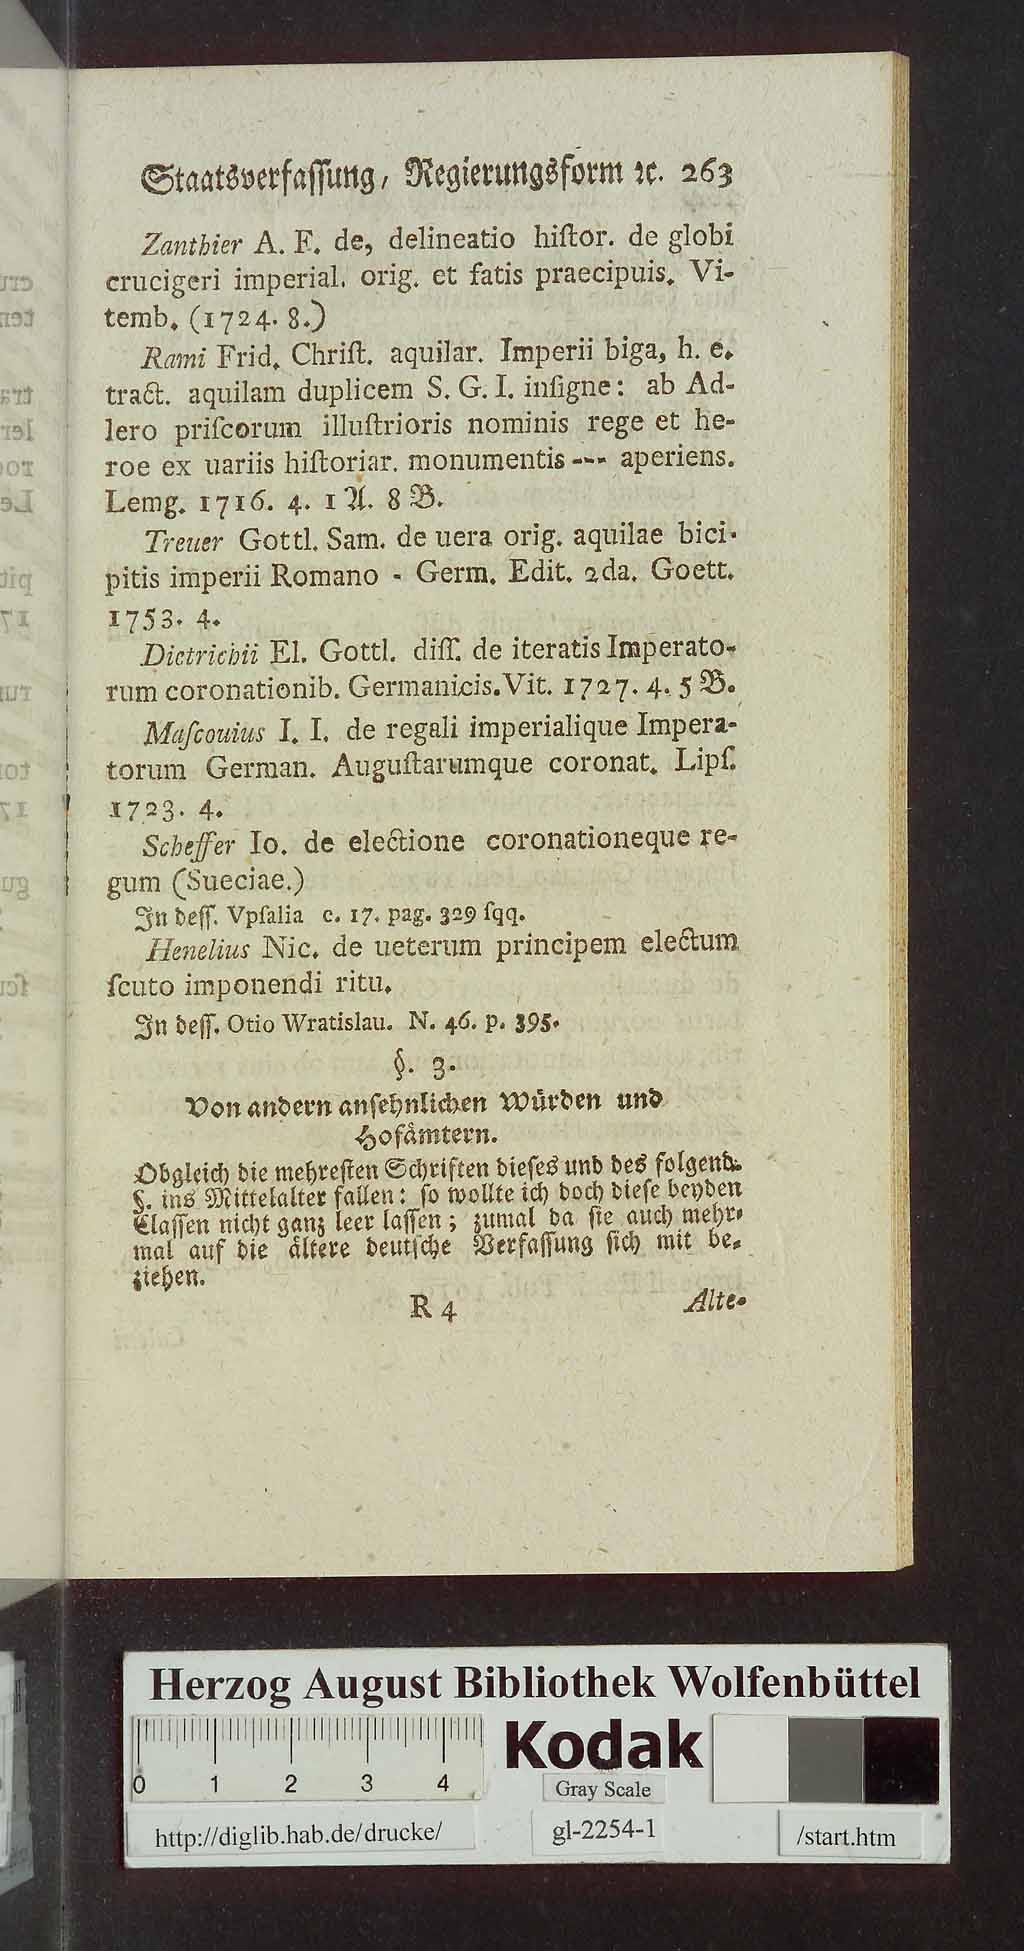 Staatsverfaſſung, Regierungsform ꝛc. 263
Zanthier A. F. de, delineatio hiſtor. de globi
crucigeri imperial. orig. et fatis praecipuis. Vi-
temb. (1724. 8.)
Rami Frid. Chriſt. aquilar. Imperii biga, h. e.
tract. aquilam duplicem S. G. I. inſigne: ab Ad-
lero priſcorum illuſtrioris nominis rege et he-
roe ex uariis hiſtoriar. monumentis --- aperiens.
Lemg. 1716. 4. 1 A. 8 B.
Treuer Gottl. Sam. de uera orig. aquilae bici-
pitis imperii Romano - Germ. Edit. 2da. Goett.
1753. 4.
Dietrichii El. Gottl. diſſ. de iteratis Imperato-
rum coronationib. Germanicis. Vit. 1727. 4. 5 B.
Maſcouius I. I. de regali imperialique Impera-
torum German. Auguſtarumque coronat. Lipſ.
1723. 4.
Scheffer Io. de electione coronationeque re-
gum (Sueciae.)
In deſſ. Vpſalia c. 17. pag. 329 ſqq.
Henelius Nic. de ueterum principem electum
ſcuto imponendi ritu.
In deſſ. Otio Wratislau. N. 46. p. 395.
§. 3.
Von andern anſehnlichen Würden und
Hofämtern.
Obgleich die mehreſten Schriften dieſes und des folgend.
§. ins Mittelalter fallen: ſo wollte ich doch dieſe beyden
Claſſen nicht ganz leer laſſen; zumal da ſie auch mehr-
mal auf die ältere deutſche Verfaſſung ſich mit be-
ziehen.
R 4 Alte-
Herzog August Bibliothek Wolfenbüttel
0 1 2 3 4
Kodak
Gray Scale
http://diglib.hab.de/drucke/ gl-2254-1 /start.htm